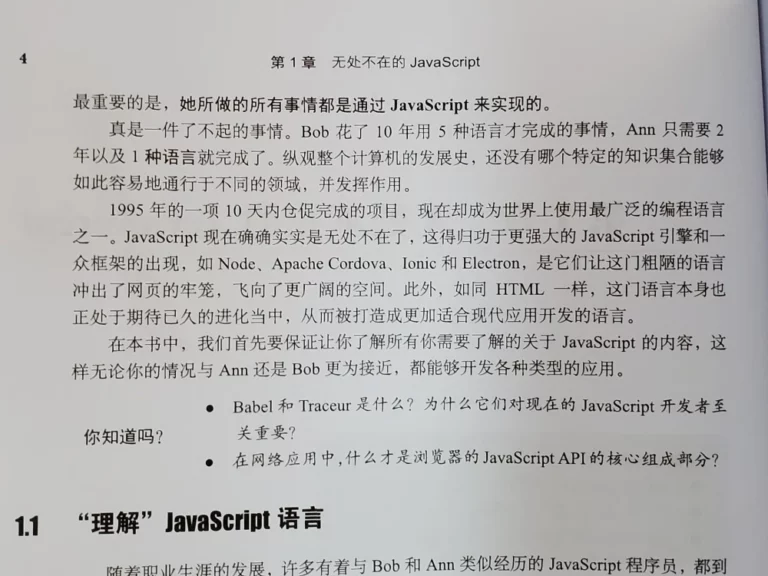 4
第1章 无处不在的 JavaScript
最重要的是，她所做的所有事情都是通过 JavaScript 来实现的。
真是一件了不起的事情。Bob 花了 10 年用 5 种语言才完成的事情，Ann 只需要 2
年以及 1 种语言就完成了。纵观整个计算机的发展史，还没有哪个特定的知识集合能够
如此容易地通行于不同的领域，并发挥作用。
1995 年的一项 10 天内仓促完成的项目，现在却成为世界上使用最广泛的编程语言
之一。JavaScript 现在确确实实是无处不在了，这得归功于更强大的 JavaScript 引擎和一
众框架的出现，如 Node、Apache Cordova、Ionic 和 Electron，是它们让这门粗陋的语言
冲出了网页的牢笼，飞向了更广阔的空间。此外，如同 HTML 一样，这门语言本身也
正处于期待已久的进化当中，从而被打造成更加适合现代应用开发的语言。
在本书中，我们首先要保证让你了解所有你需要了解的关于 JavaScript 的内容，这
样无论你的情况与 Ann 还是 Bob 更为接近，都能够开发各种类型的应用。
你知道吗？
● Babel 和 Traceur 是什么？为什么它们对现在的 JavaScript 开发者至
关重要？
● 在网络应用中，什么才是浏览器的 JavaScript API 的核心组成部分？
1.1 “理解” JavaScript 语言
随着职业生涯的发展，许多有着与 Bob 和 Ann 类似经历的 JavaScript 程序员，都到